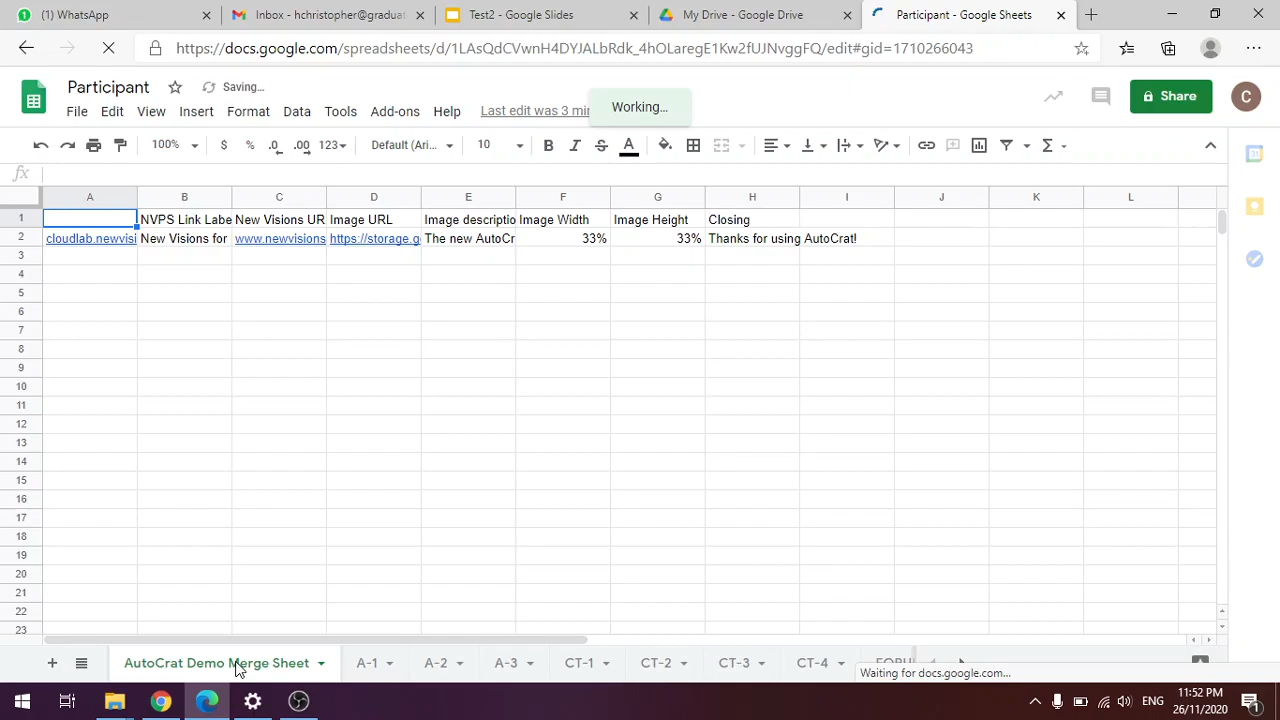 (1) WhatsApp
Inbox - hchristopher@graduat
Test2 - Google Slides
My Drive - Google Drive
Participant - Google Sheets
https://docs.google.com/spreadsheets/d/1LAsQdCVwnH4DYJALbRdk_4hOLaregE1Kw2fUJNvggFQ/edit#gid=1710266043
Participant
Saving...
Working...
File Edit View Insert Format Data Tools Add-ons Help Last edit was 3 min
Share
C
100% $ % .0 .00 123 Default (Ari... 10 B I S A
fx
A B C D E F G H I J K L
1 NVPS Link Labe New Visions UR Image URL Image descriptio Image Width Image Height Closing
2 cloudlab.newvisi New Visions for www.newvisions https://storage.g The new AutoCr 33% 33% Thanks for using AutoCrat!
3
4
5
6
7
8
9
10
11
12
13
14
15
16
17
18
19
20
21
22
23
AutoCrat Demo Merge Sheet A-1 A-2 A-3 CT-1 CT-2 CT-3 CT-4
Waiting for docs.google.com...
ENG
11:52 PM
26/11/2020
1